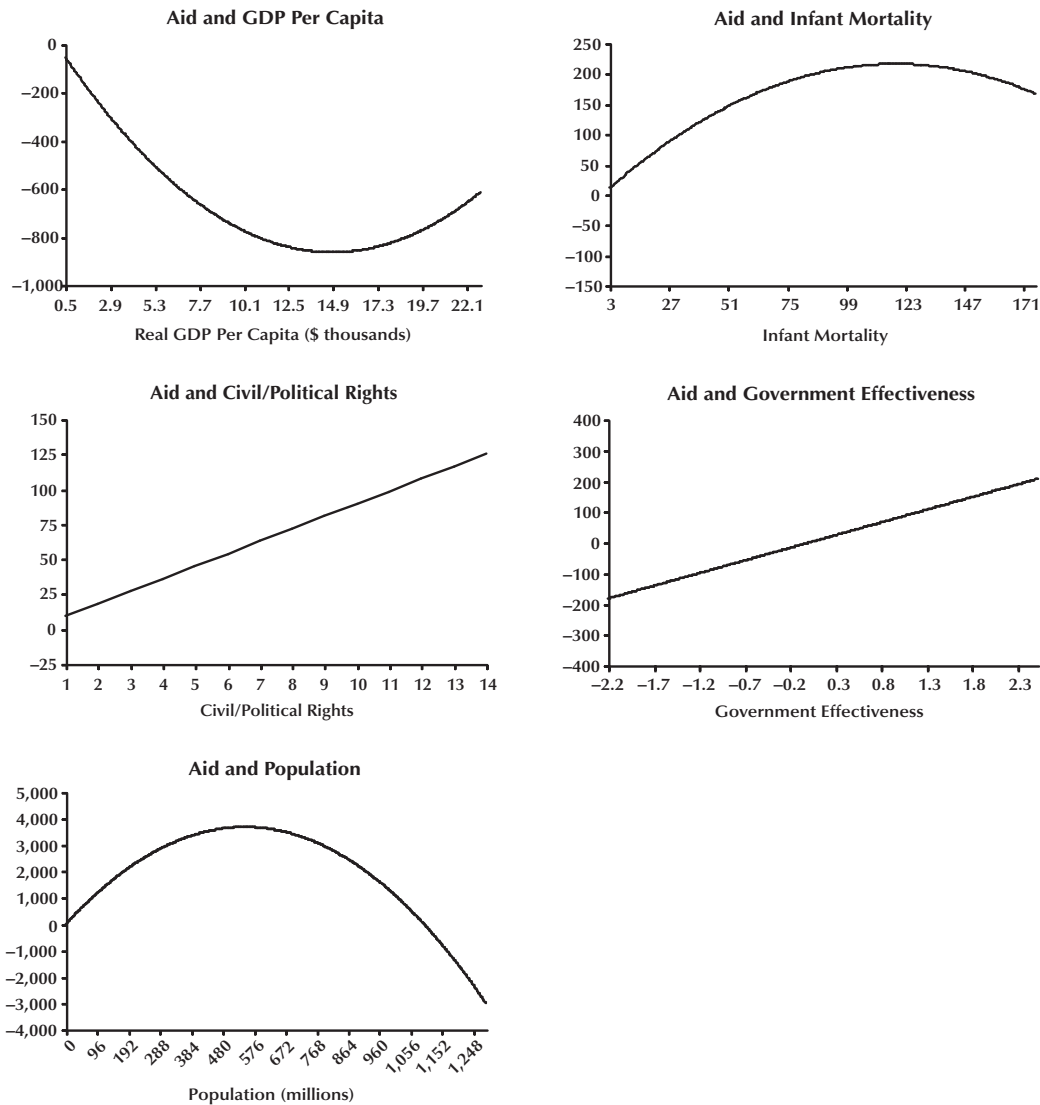 Aid and GDP Per Capita
0
–200
–400
–600
–800
–1,000
0.5 2.9 5.3 7.7 10.1 12.5 14.9 17.3 19.7 22.1
Real GDP Per Capita ($ thousands)
Aid and Infant Mortality
250
200
150
100
50
0
–50
–100
–150
3 27 51 75 99 123 147 171
Infant Mortality
Aid and Civil/Political Rights
150
125
100
75
50
25
0
–25
1 2 3 4 5 6 7 8 9 10 11 12 13 14
Civil/Political Rights
Aid and Government Effectiveness
400
300
200
100
0
–100
–200
–300
–400
–2.2 –1.7 –1.2 –0.7 –0.2 0.3 0.8 1.3 1.8 2.3
Government Effectiveness
Aid and Population
5,000
4,000
3,000
2,000
1,000
0
–1,000
–2,000
–3,000
–4,000
0 96 192 288 384 480 576 672 768 864 960 1,056 1,152 1,248
Population (millions)